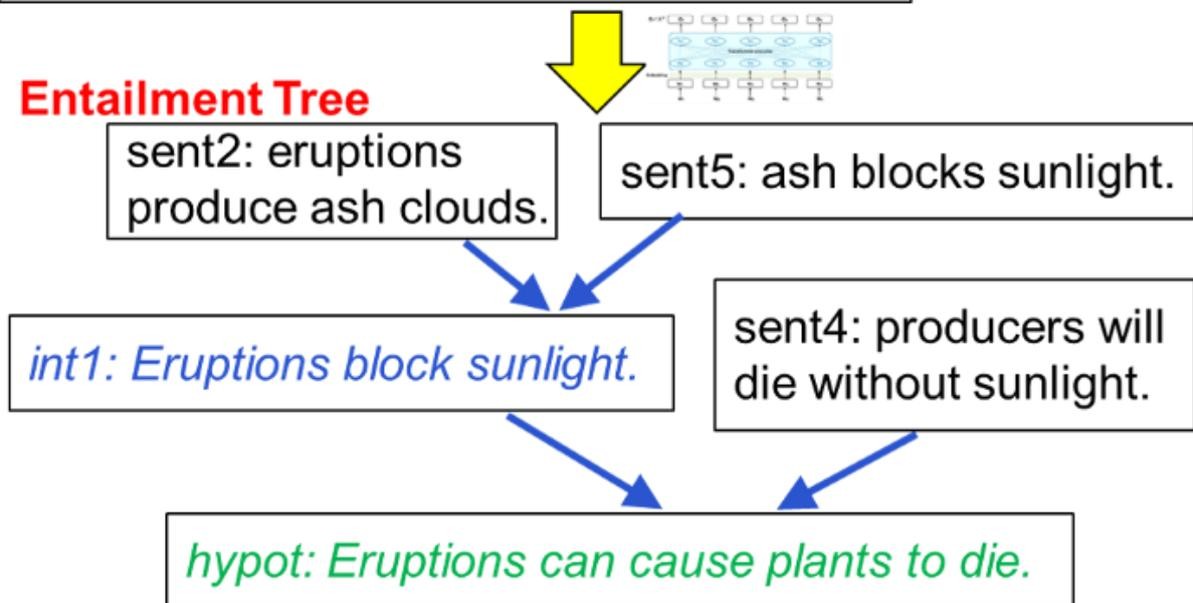 Entailment Tree
sent2: eruptions
produce ash clouds.
sent5: ash blocks sunlight.
int1: Eruptions block sunlight.
sent4: producers will
die without sunlight.
hypot: Eruptions can cause plants to die.